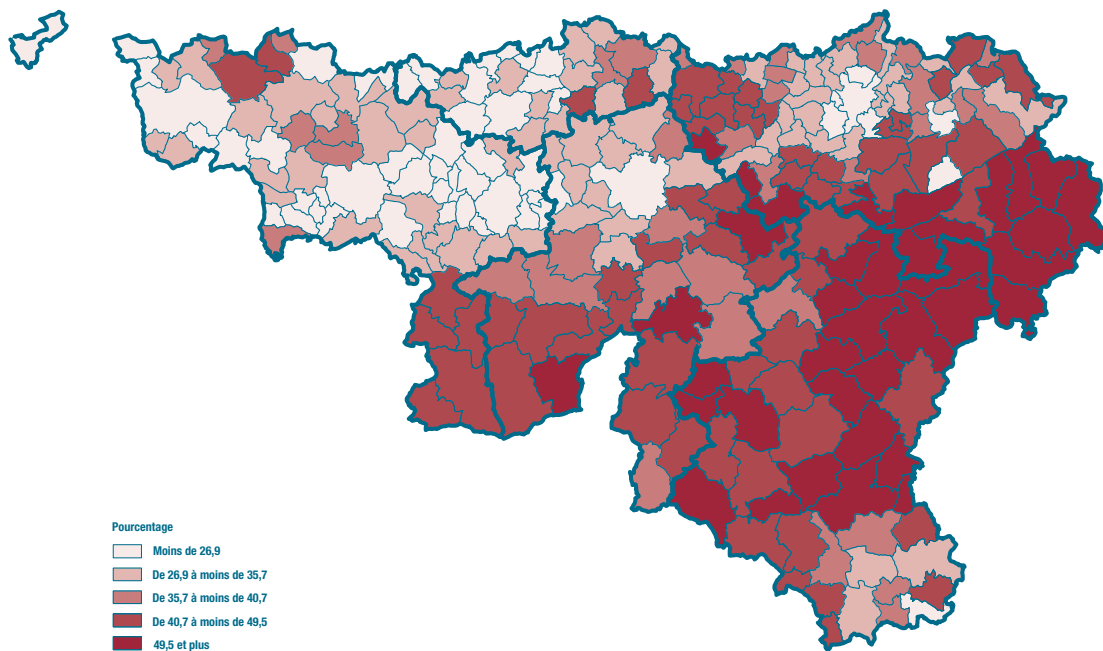 Pourcentage
Moins de 26,9
De 26,9 à moins de 35,7
De 35,7 à moins de 40,7
De 40,7 à moins de 49,5
49,5 et plus